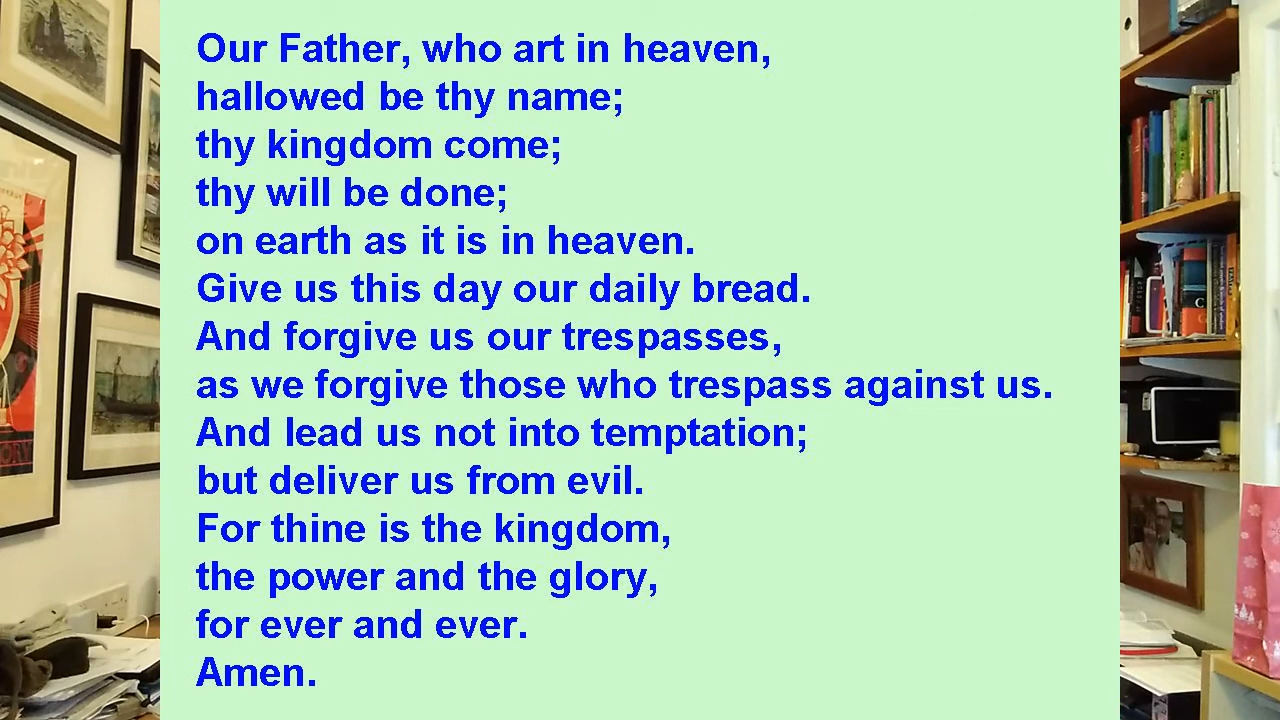 Our Father, who art in heaven,
hallowed be thy name;
thy kingdom come;
thy will be done;
on earth as it is in heaven.
Give us this day our daily bread.
And forgive us our trespasses,
as we forgive those who trespass against us.
And lead us not into temptation;
but deliver us from evil.
For thine is the kingdom,
the power and the glory,
for ever and ever.
Amen.